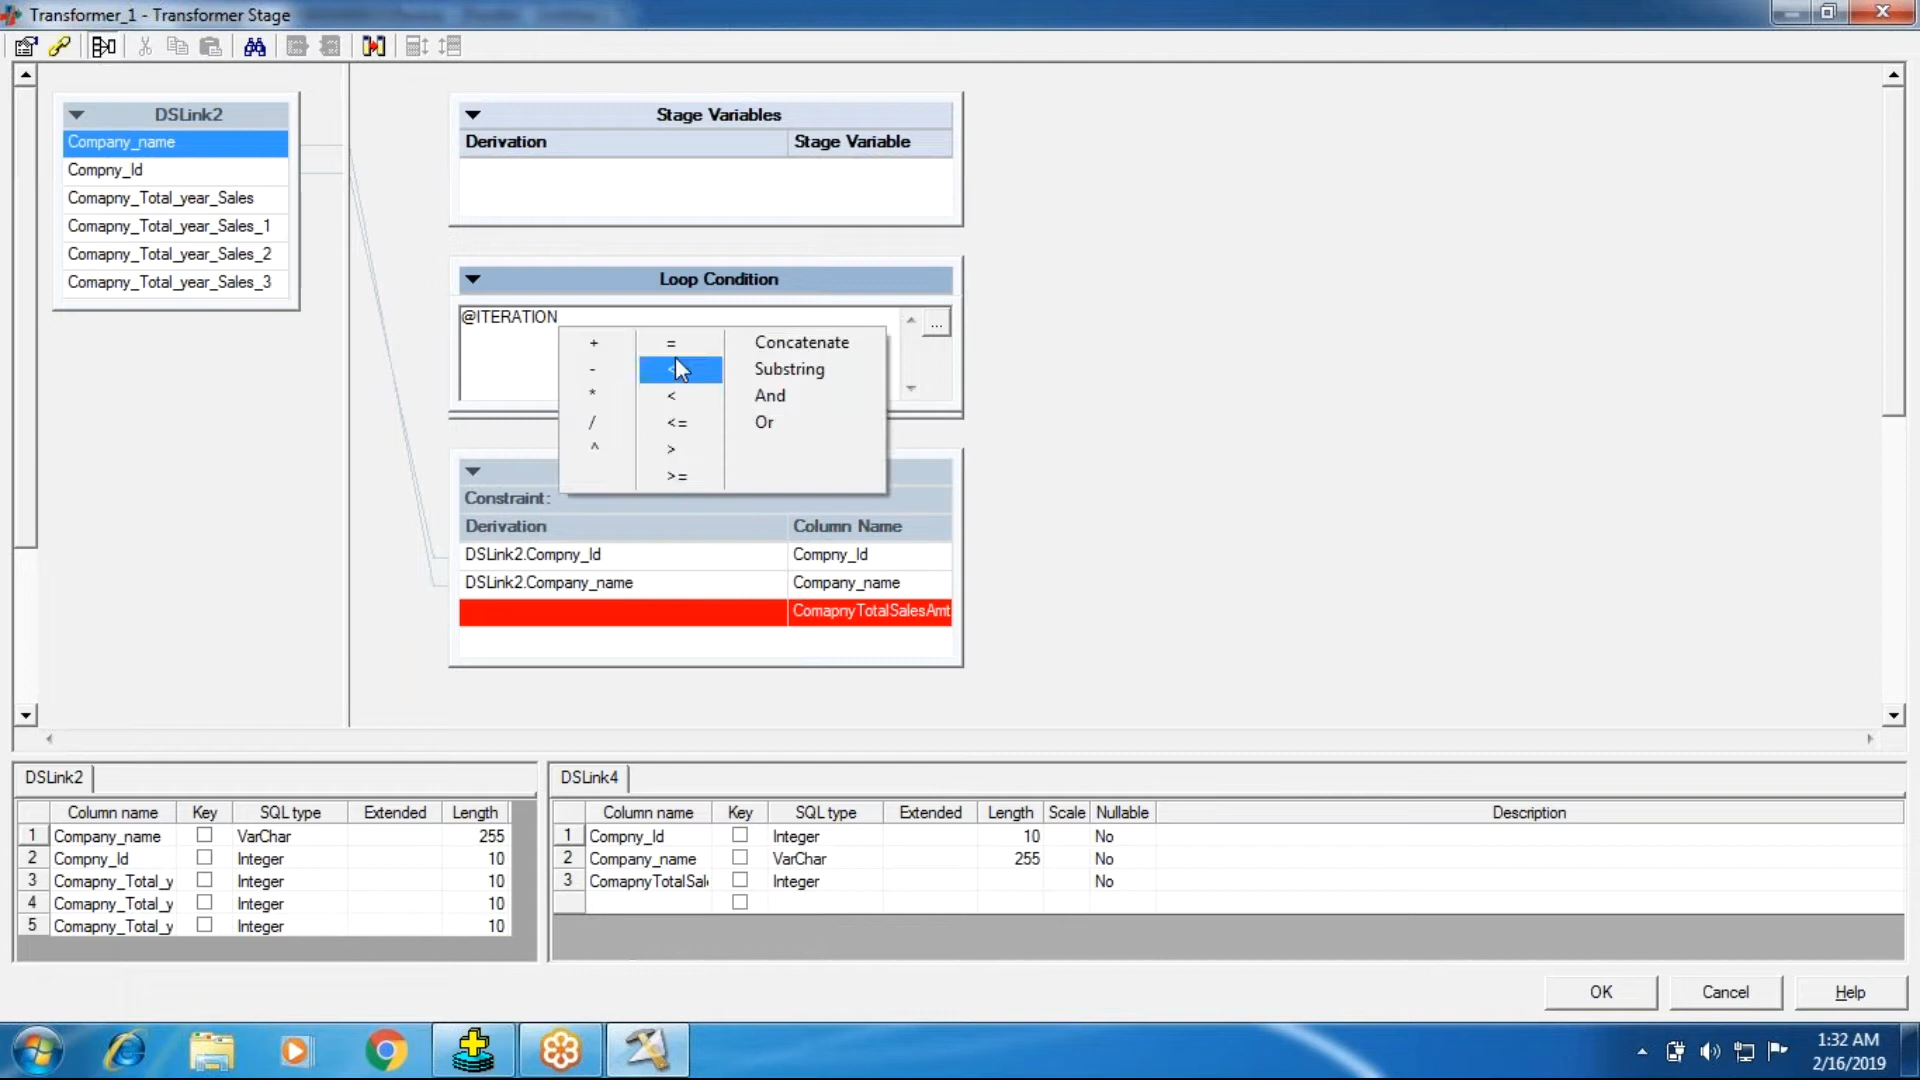 Transformer_1 - Transformer Stage
DSLink2
Company_name
Compny_Id
Comapny_Total_year_Sales
Comapny_Total_year_Sales_1
Comapny_Total_year_Sales_2
Comapny_Total_year_Sales_3
Stage Variables
Derivation Stage Variable
Loop Condition
@ITERATION
...
+ = Concatenate
- Substring
* < And
/ <= Or
^ >
>=
Constraint:
Derivation Column Name
DSLink2.Compny_Id Compny_Id
DSLink2.Company_name Company_name
ComapnyTotalSalesAmt
DSLink2
Column name Key SQL type Extended Length
1 Company_name VarChar 255
2 Compny_Id Integer 10
3 Comapny_Total_y Integer 10
4 Comapny_Total_y Integer 10
5 Comapny_Total_y Integer 10
DSLink4
Column name Key SQL type Extended Length Scale Nullable Description
1 Compny_Id Integer 10 No
2 Company_name VarChar 255 No
3 ComapnyTotalSal Integer No
OK Cancel Help
1:32 AM
2/16/2019